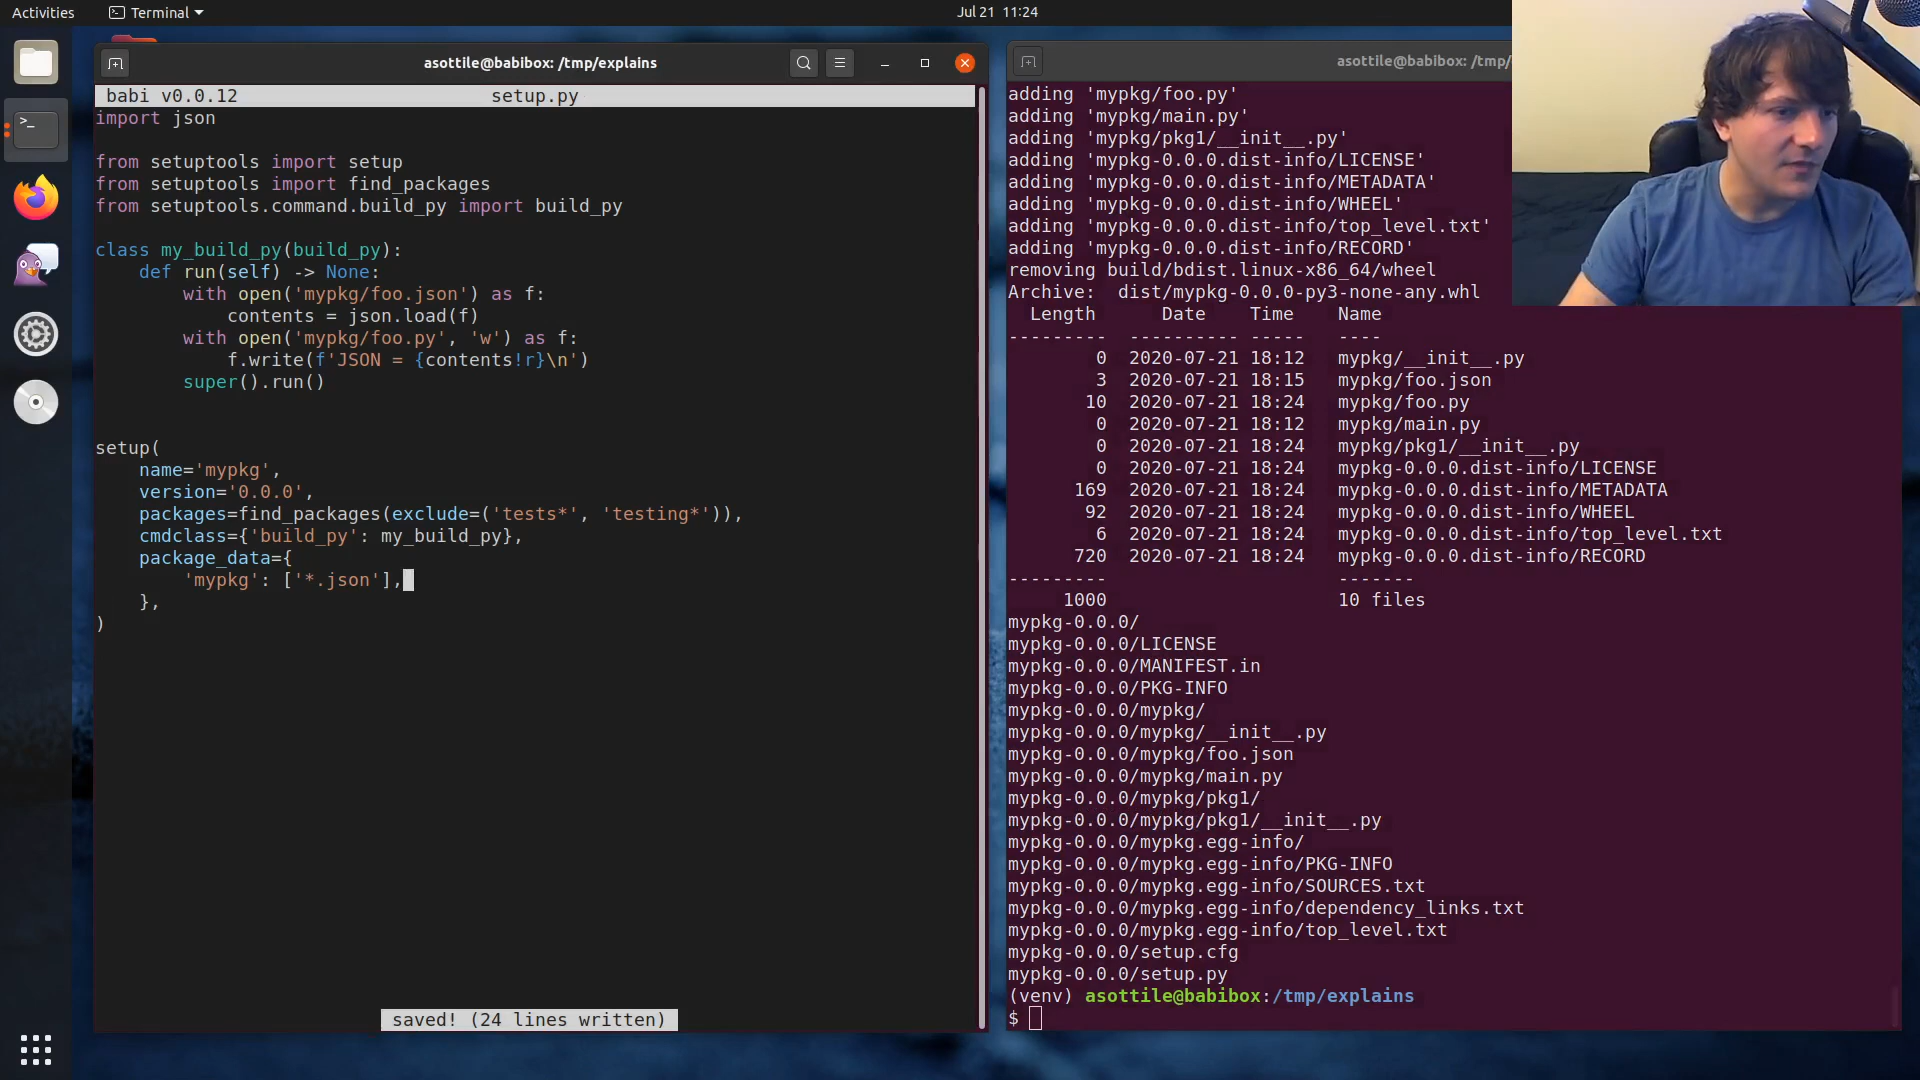 Activities
Terminal
Jul 21 11:24
asottile@babibox: /tmp/explains
babi v0.0.12 setup.py
import json
from setuptools import setup
from setuptools import find_packages
from setuptools.command.build_py import build_py
class my_build_py(build_py):
def run(self) -> None:
with open('mypkg/foo.json') as f:
contents = json.load(f)
with open('mypkg/foo.py', 'w') as f:
f.write(f'JSON = {contents!r}\n')
super().run()
setup(
name='mypkg',
version='0.0.0',
packages=find_packages(exclude=('tests*', 'testing*')),
cmdclass={'build_py': my_build_py},
package_data={
'mypkg': ['*.json'],
},
)
saved! (24 lines written)
asottile@babibox: /tmp/
adding 'mypkg/foo.py'
adding 'mypkg/main.py'
adding 'mypkg/pkg1/__init__.py'
adding 'mypkg-0.0.0.dist-info/LICENSE'
adding 'mypkg-0.0.0.dist-info/METADATA'
adding 'mypkg-0.0.0.dist-info/WHEEL'
adding 'mypkg-0.0.0.dist-info/top_level.txt'
adding 'mypkg-0.0.0.dist-info/RECORD'
removing build/bdist.linux-x86_64/wheel
Archive:  dist/mypkg-0.0.0-py3-none-any.whl
Length Date Time Name
--------- ---------- ----- ----
0 2020-07-21 18:12 mypkg/__init__.py
3 2020-07-21 18:15 mypkg/foo.json
10 2020-07-21 18:24 mypkg/foo.py
0 2020-07-21 18:12 mypkg/main.py
0 2020-07-21 18:24 mypkg/pkg1/__init__.py
0 2020-07-21 18:24 mypkg-0.0.0.dist-info/LICENSE
169 2020-07-21 18:24 mypkg-0.0.0.dist-info/METADATA
92 2020-07-21 18:24 mypkg-0.0.0.dist-info/WHEEL
6 2020-07-21 18:24 mypkg-0.0.0.dist-info/top_level.txt
720 2020-07-21 18:24 mypkg-0.0.0.dist-info/RECORD
--------- -------
1000 10 files
mypkg-0.0.0/
mypkg-0.0.0/LICENSE
mypkg-0.0.0/MANIFEST.in
mypkg-0.0.0/PKG-INFO
mypkg-0.0.0/mypkg/
mypkg-0.0.0/mypkg/__init__.py
mypkg-0.0.0/mypkg/foo.json
mypkg-0.0.0/mypkg/main.py
mypkg-0.0.0/mypkg/pkg1/
mypkg-0.0.0/mypkg/pkg1/__init__.py
mypkg-0.0.0/mypkg.egg-info/
mypkg-0.0.0/mypkg.egg-info/PKG-INFO
mypkg-0.0.0/mypkg.egg-info/SOURCES.txt
mypkg-0.0.0/mypkg.egg-info/dependency_links.txt
mypkg-0.0.0/mypkg.egg-info/top_level.txt
mypkg-0.0.0/setup.cfg
mypkg-0.0.0/setup.py
(venv) asottile@babibox:/tmp/explains
$